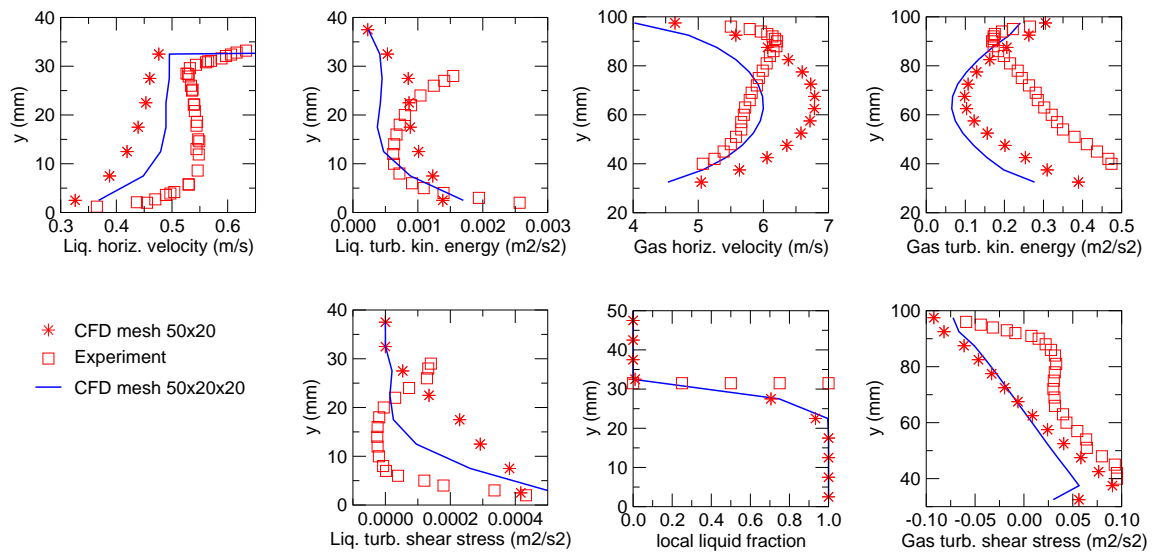 40
30
20
10
0
y (mm)
0.3 0.4 0.5 0.6
Liq. horiz. velocity (m/s)
40
30
20
10
0
y (mm)
0.000 0.001 0.002 0.003
Liq. turb. kin. energy (m2/s2)
100
80
60
40
20
y (mm)
4 5 6 7
Gas horiz. velocity (m/s)
100
80
60
40
20
y (mm)
0.0 0.1 0.2 0.3 0.4 0.5
Gas turb. kin. energy (m2/s2)
CFD mesh 50x20
Experiment
CFD mesh 50x20x20
40
30
20
10
0
y (mm)
0.0000 0.0002 0.0004
Liq. turb. shear stress (m2/s2)
50
40
30
20
10
0
y (mm)
0.0 0.2 0.4 0.6 0.8 1.0
local liquid fraction
100
80
60
40
y (mm)
-0.10 -0.05 0.00 0.05 0.10
Gas turb. shear stress (m2/s2)